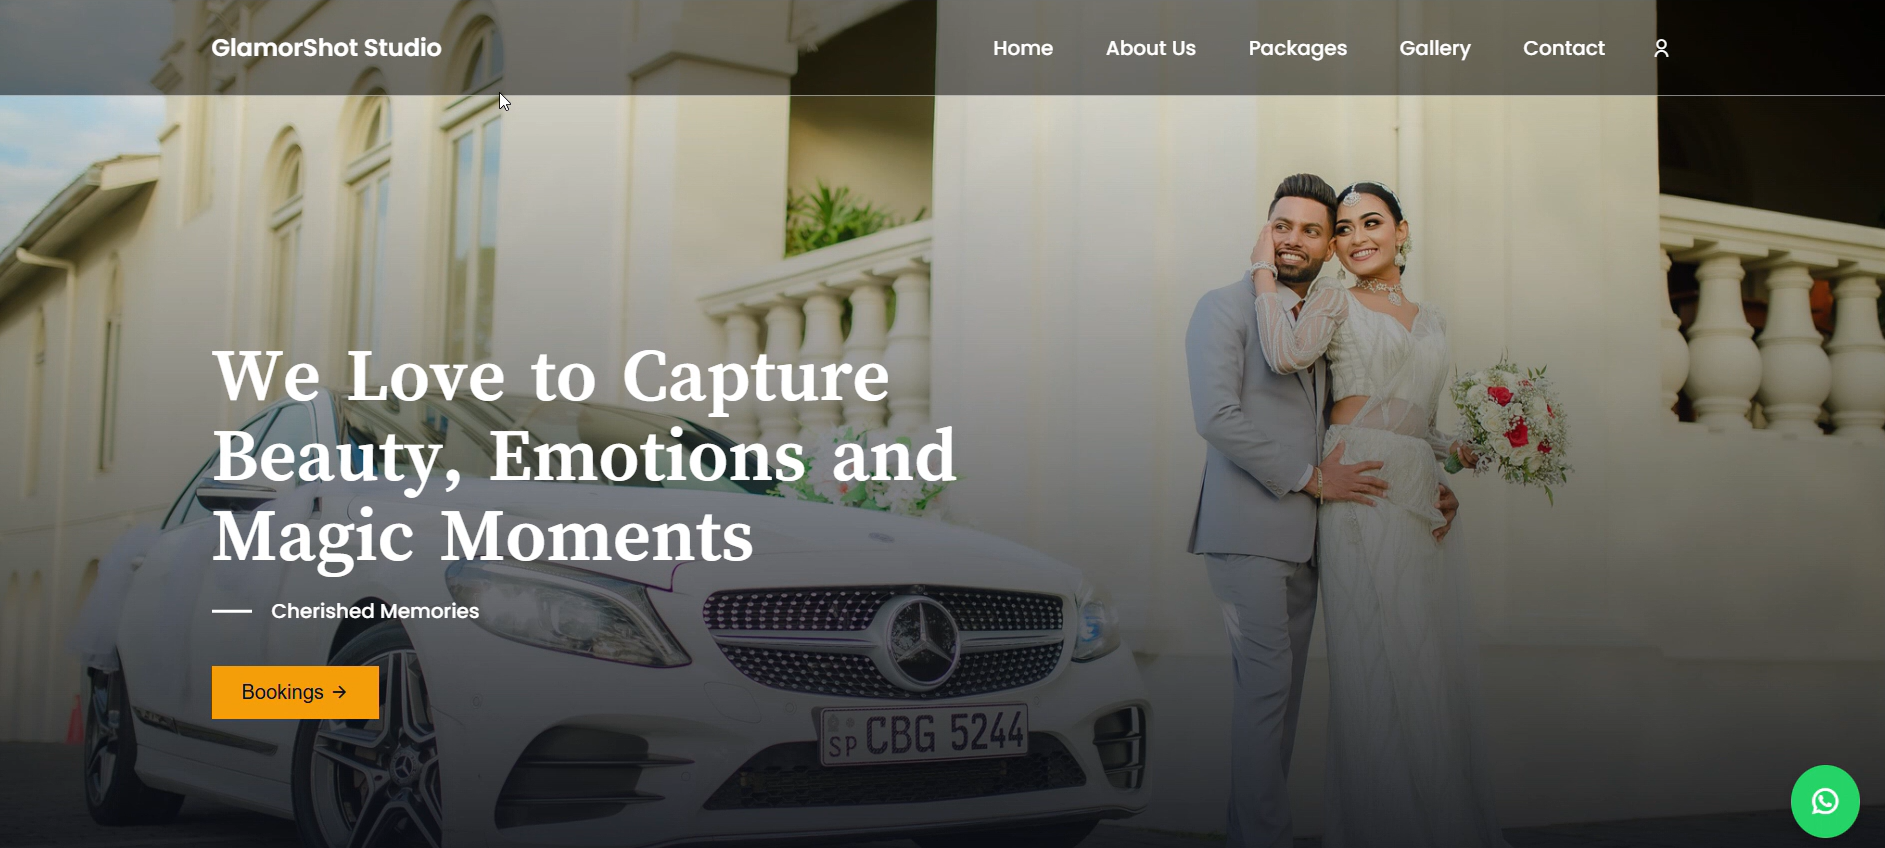 GlamorShot Studio
Home About Us Packages Gallery Contact
We Love to Capture
Beauty, Emotions and
Magic Moments
Cherished Memories
Bookings →
SP CBG 5244